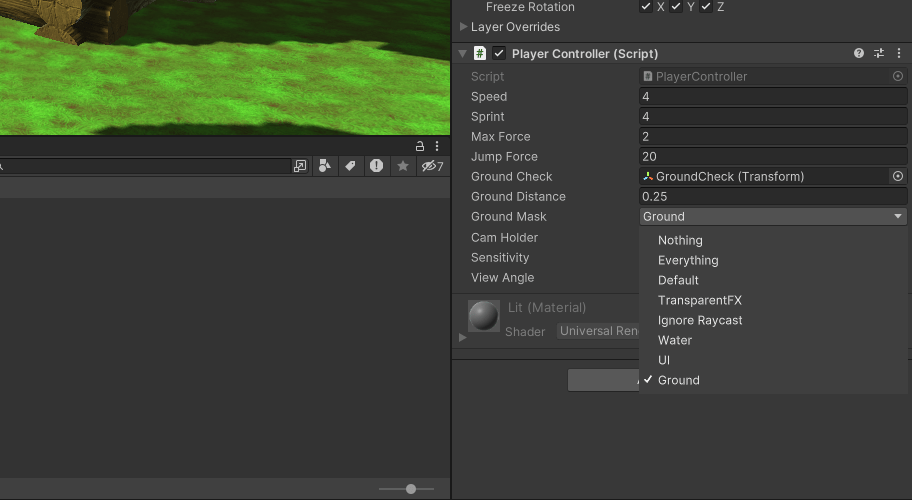 Freeze Rotation X Y Z
Layer Overrides
# Player Controller (Script)
Script PlayerController
Speed 4
Sprint 4
Max Force 2
Jump Force 20
Ground Check GroundCheck (Transform)
7
Ground Distance 0.25
Ground Mask Ground
Cam Holder
Sensitivity
View Angle
Nothing
Everything
Default
TransparentFX
Ignore Raycast
Water
UI
Ground
Lit (Material)
Shader Universal Ren